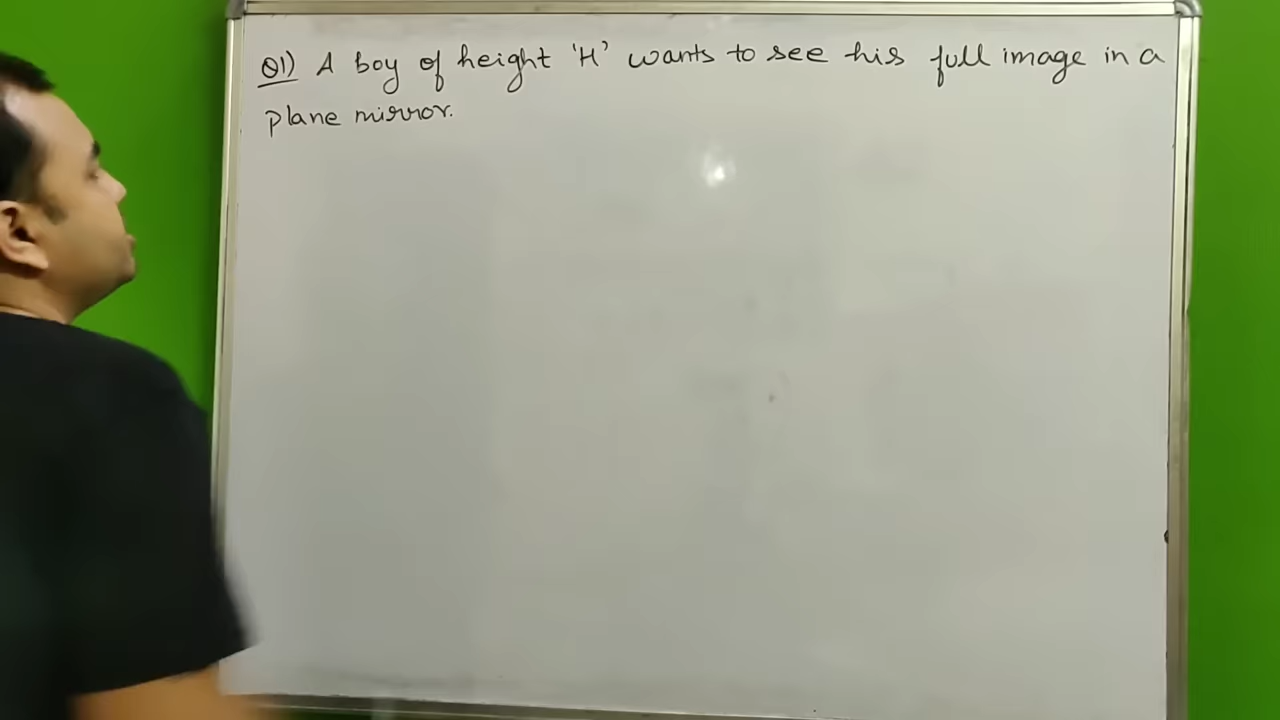 Q1) A boy of height 'H' wants to see his full image in a
plane mirror.